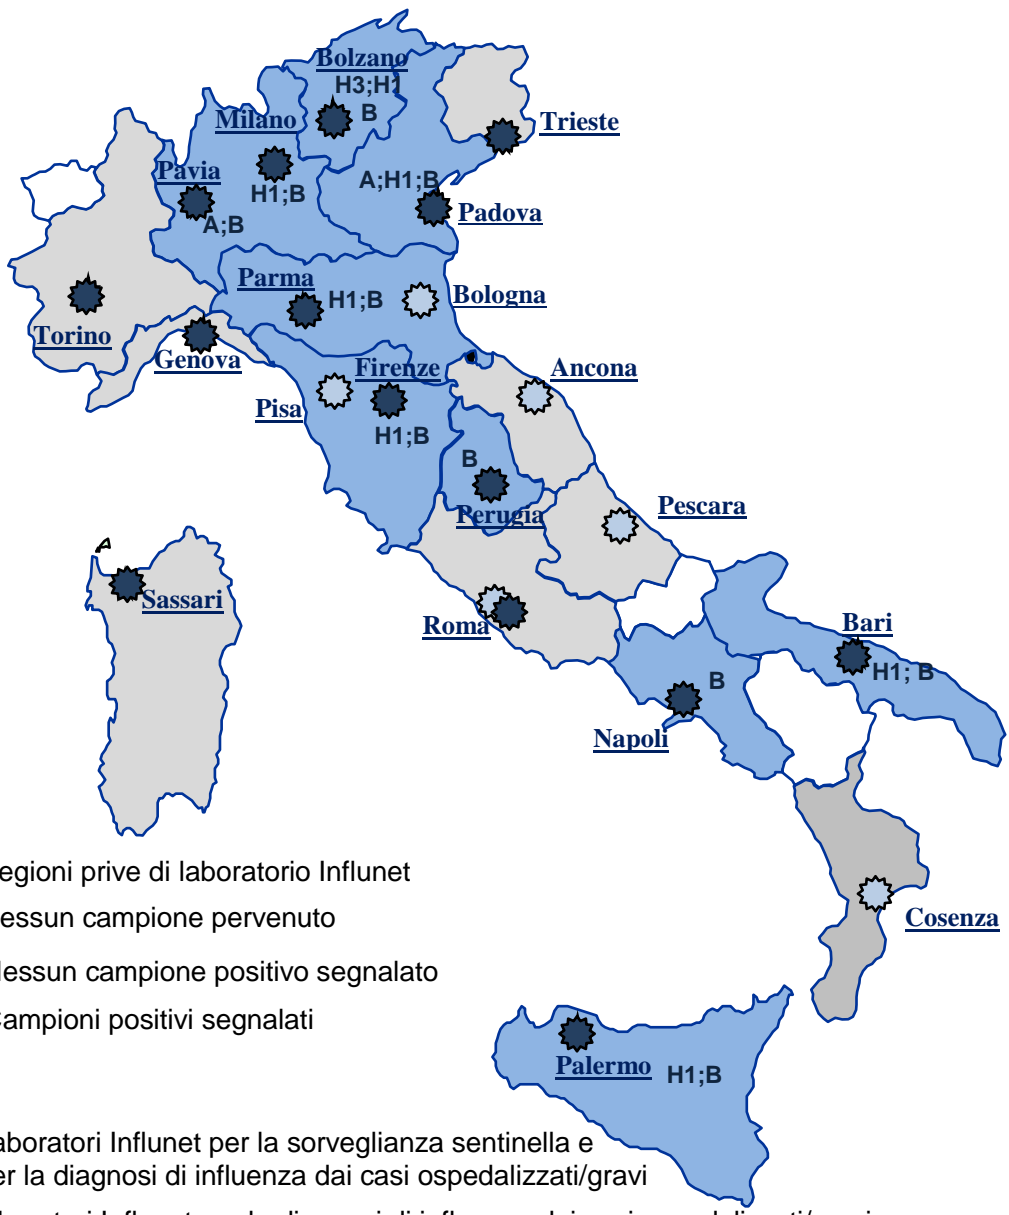 Bolzano
H3;H1
B
Milano
Trieste
Pavia
H1;B
A;H1;B
A;B
Padova
Parma
H1;B
Bologna
Torino
Genova
Firenze
Ancona
Pisa
H1;B
B
Perugia
Pescara
Sassari
Roma
Bari
H1; B
B
Napoli
egioni prive di laboratorio Influnet
essun campione pervenuto
Cosenza
essun campione positivo segnalato
ampioni positivi segnalati
Palermo
H1;B
aboratori Influnet per la sorveglianza sentinella e
er la diagnosi di influenza dai casi ospedalizzati/gravi